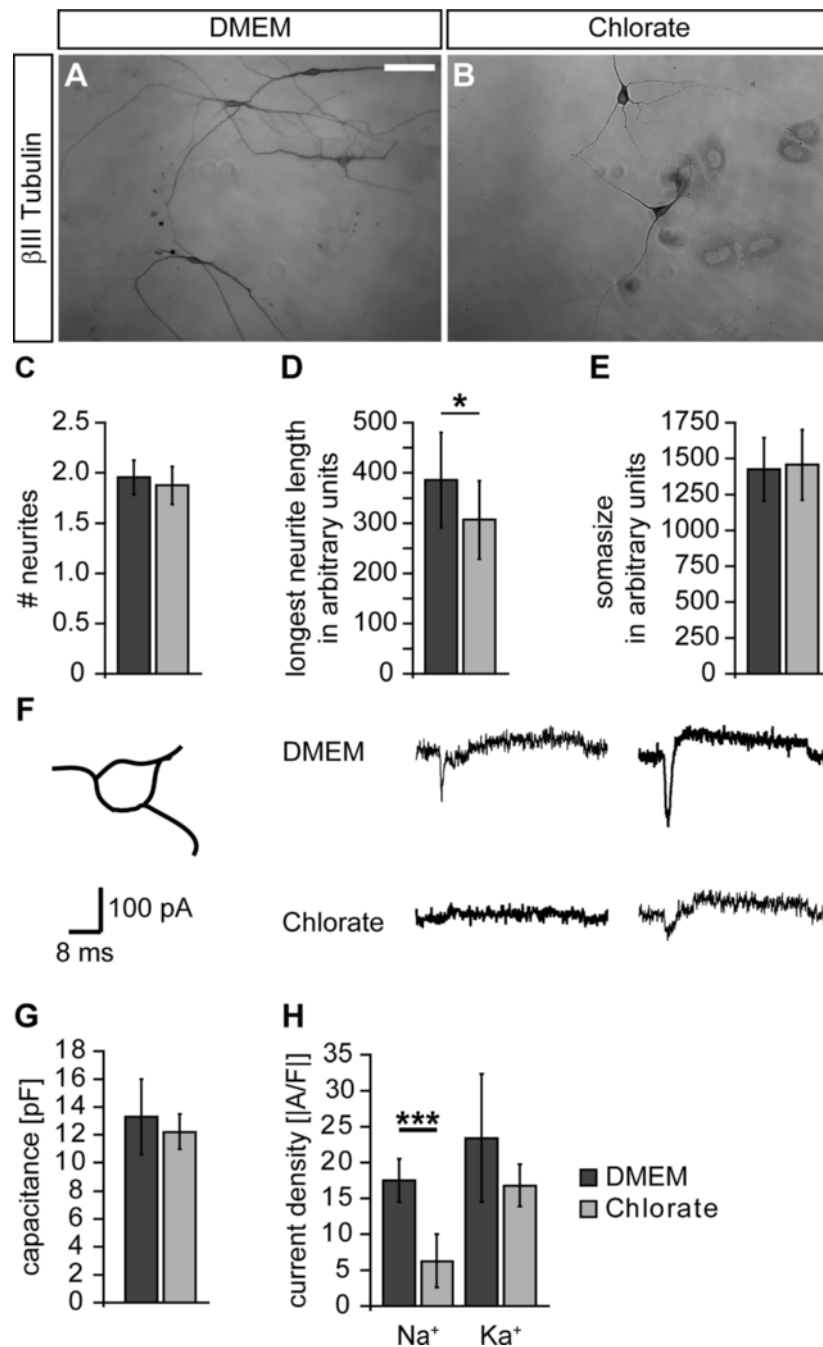 DMEM
Chlorate
βIII Tubulin
A
B
C
# neurites
2.5
2.0
1.5
1.0
0.5
0
D
longest neurite length
in arbitrary units
500
400
300
200
100
0
*
E
somasize
in arbitrary units
1750
1500
1250
1000
750
500
250
0
F
100 pA
8 ms
DMEM
Chlorate
G
capacitance [pF]
18
16
14
12
10
8
6
4
2
0
H
current density [|A/F|]
35
30
25
20
15
10
5
0
***
Na⁺
Ka⁺
DMEM
Chlorate